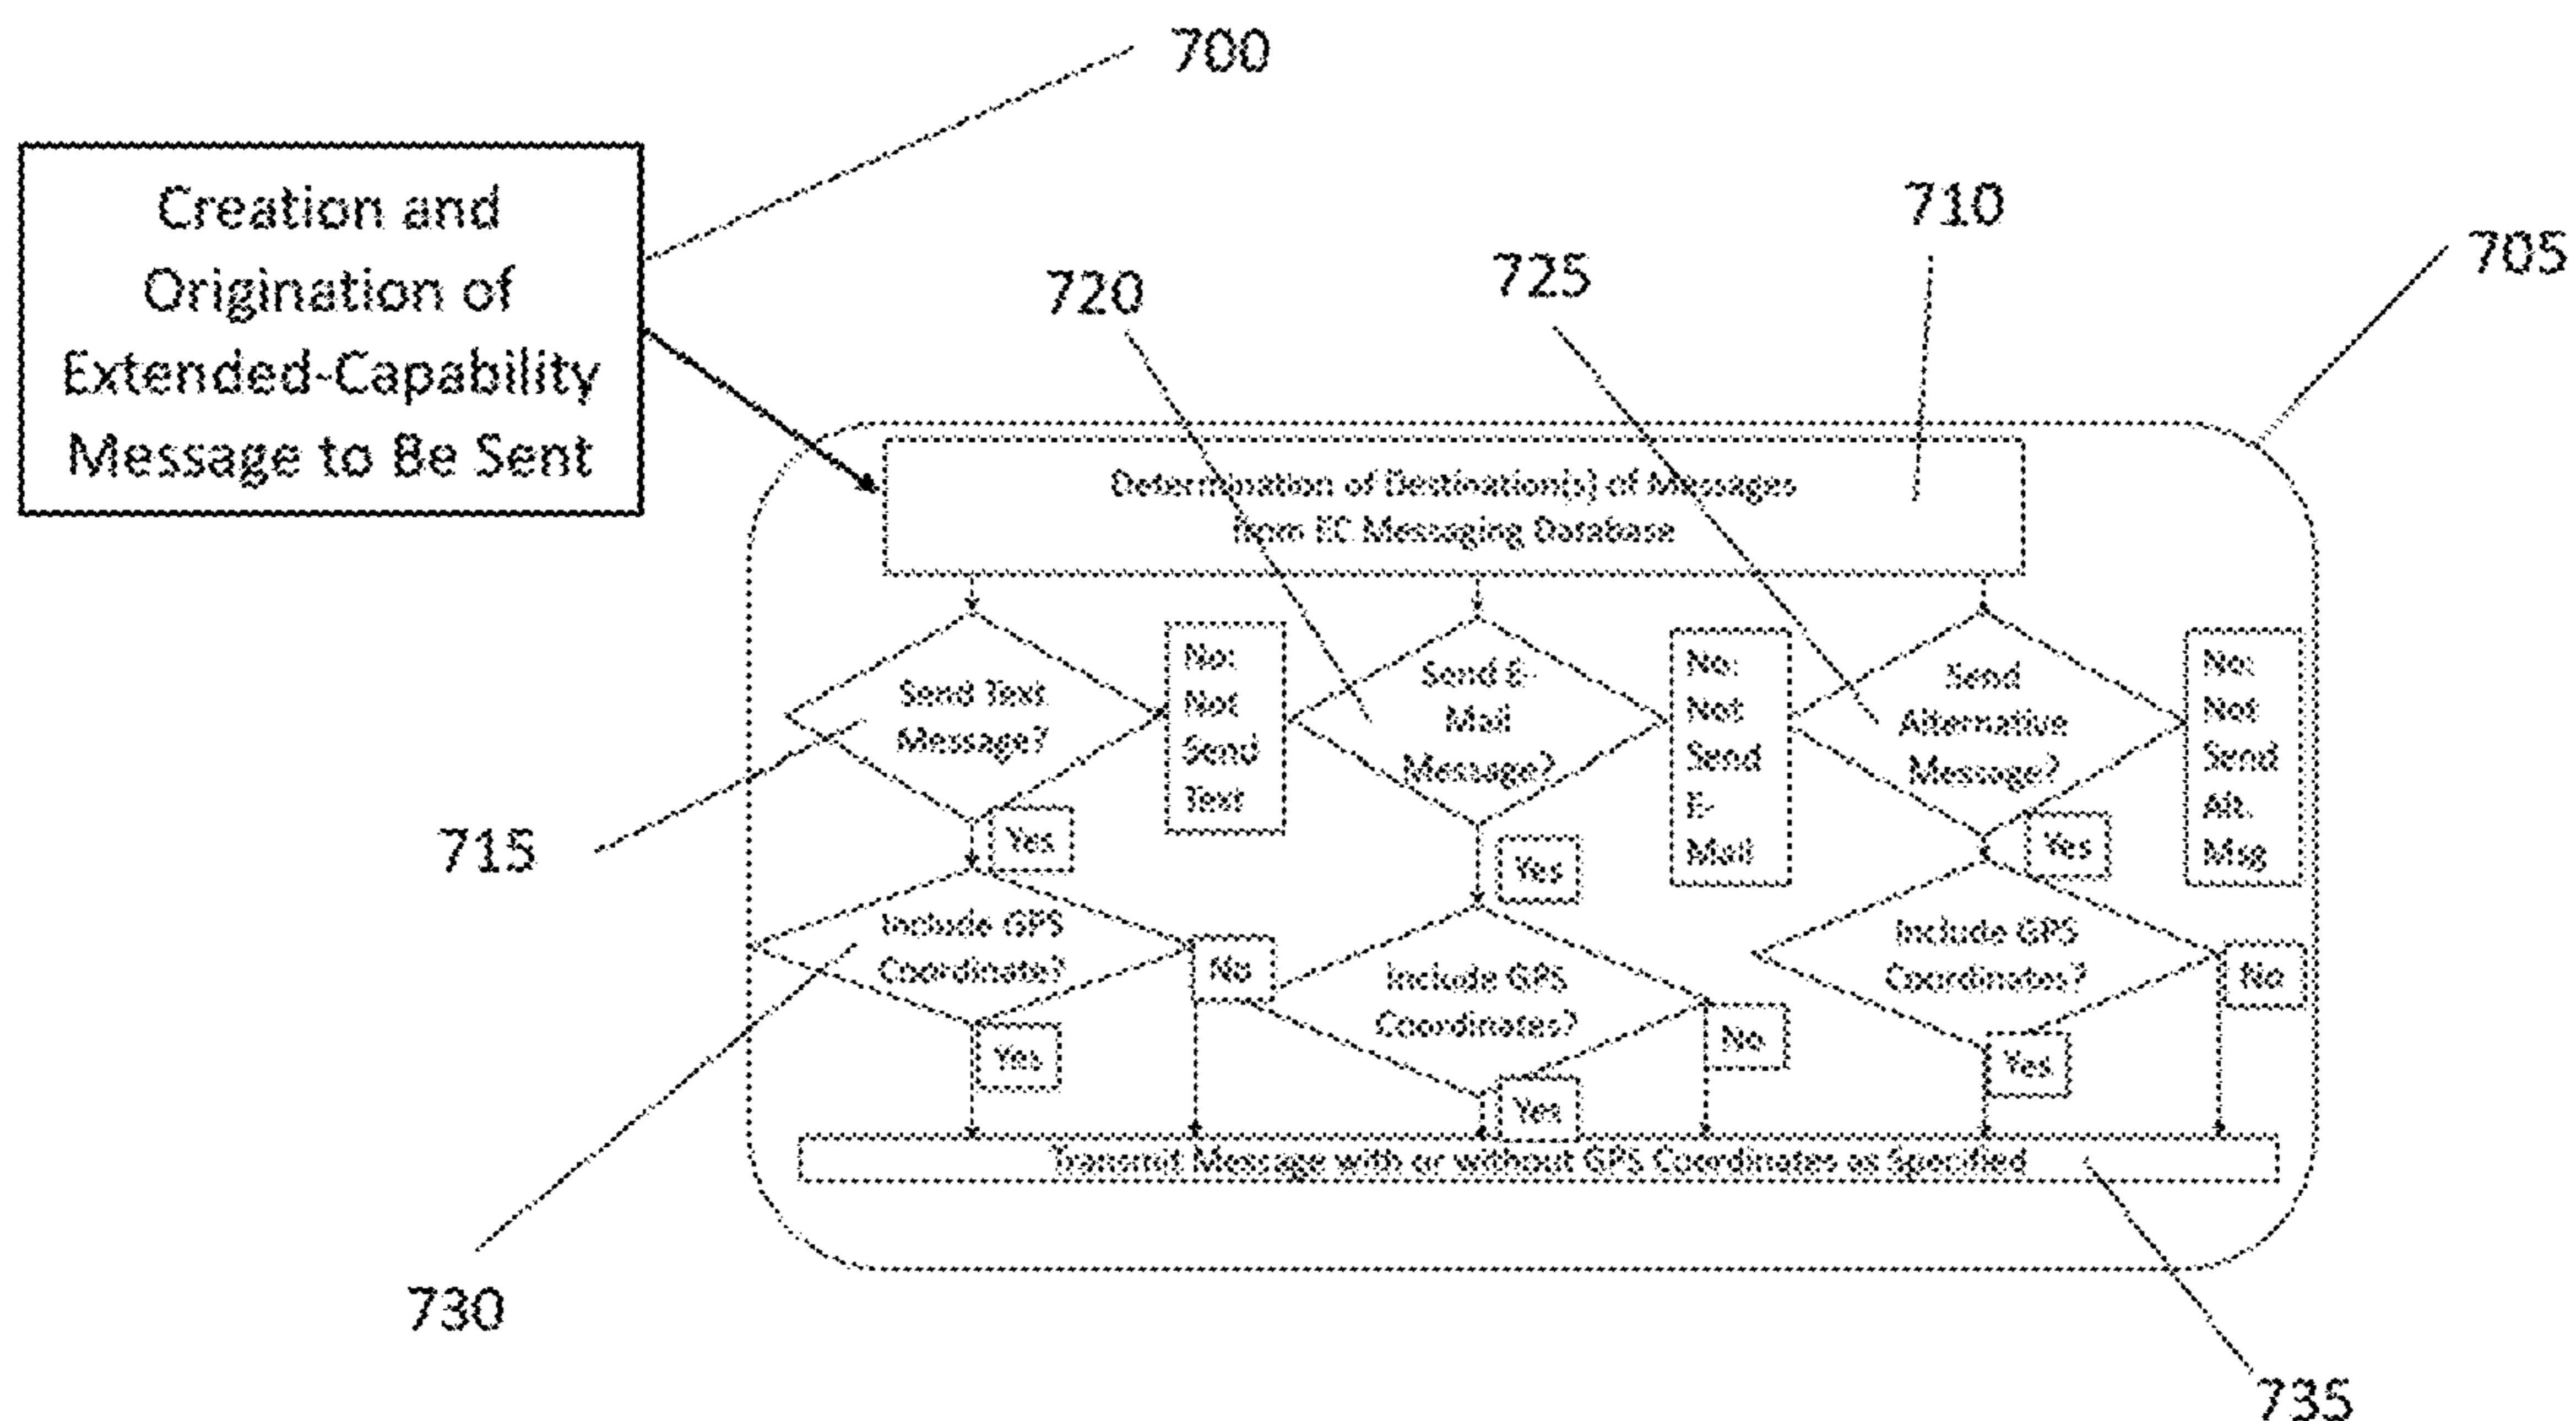 700
Creation and
Origination of
Extended-Capability
Message to Be Sent
710
705
720
725
Determination of Destination(s) of Messages
from EC Messaging Database
Send Text
Message?
No:
Not
Send
Text
Send E-
Mail
Message?
No:
Not
Send
E-
Mail
Send
Alternative
Message?
No:
Not
Send
Alt.
Msg
715
Yes
Yes
Yes
Include GPS
Coordinate?
No
Include GPS
Coordinates?
No
Include GPS
Coordinates?
No
Yes
Yes
Yes
Transmit Message with or without GPS Coordinates as Specified
730
735